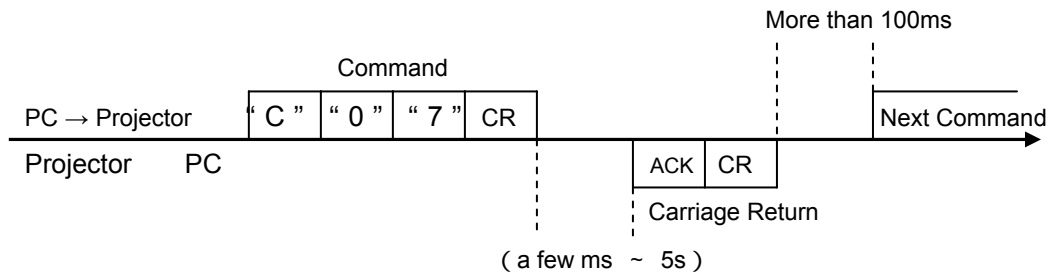 More than 100ms
Command
PC → Projector “ C ” “ 0 ” “ 7 ” CR Next Command
Projector PC ACK CR
Carriage Return
( a few ms ~ 5s )